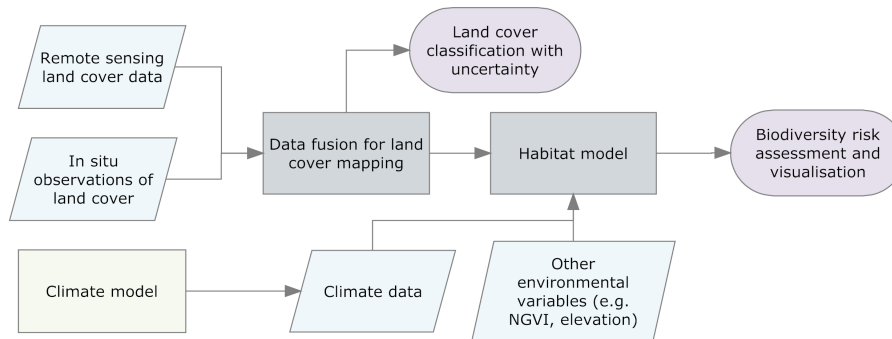 Remote sensing
land cover data
Land cover
classification with
uncertainty
In situ
observations of
land cover
Data fusion for land
cover mapping
Habitat model
Biodiversity risk
assessment and
visualisation
Climate model
Climate data
Other
environmental
variables (e.g.
NGVI, elevation)